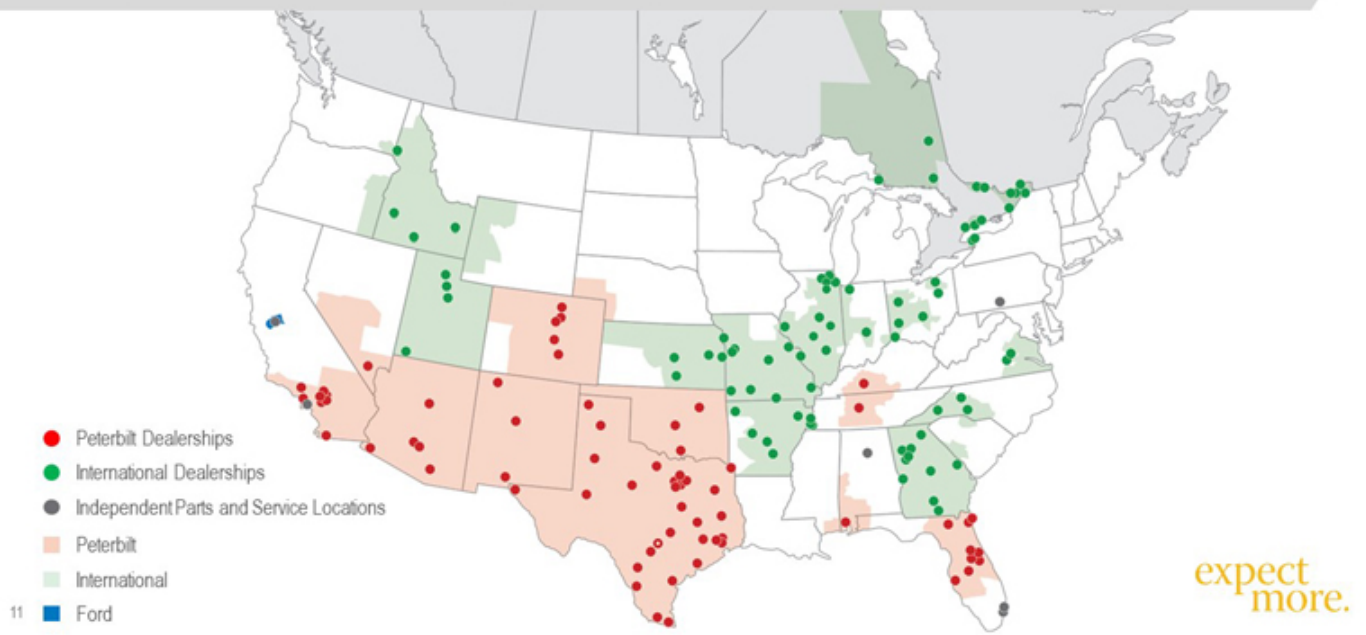 Peterbilt Dealerships
International Dealerships
Independent Parts and Service Locations
Peterbilt
International
11
Ford
expect
more.